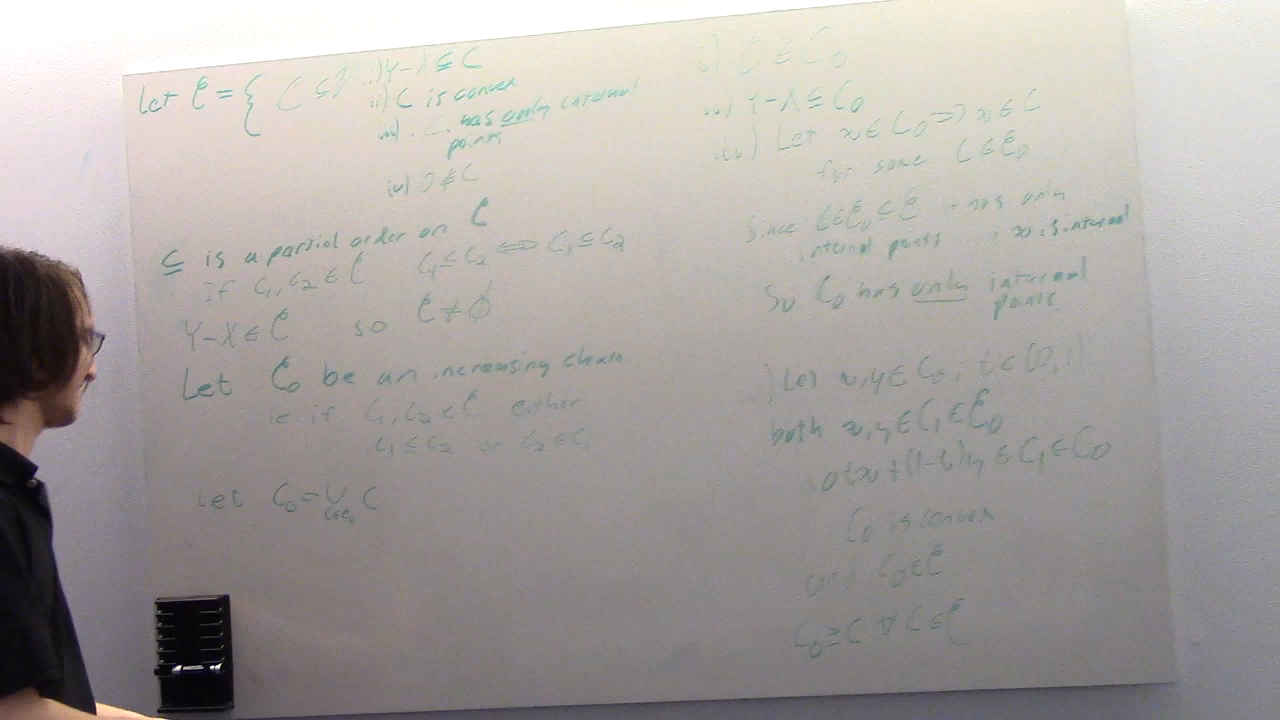 Let C = { C ⊆ i) Y-X ⊆ C
ii) C is convex
iii) C has only internal
points
iv) 0 ∉ C
⊆ is a partial order on C
If C₁, C₂ ∈ C C₁ ≤ C₂ ⟺ C₁ ⊆ C₂
Y-X ∈ C so C ≠ ∅
Let C₀ be an increasing chain
ie if C₁, C₂ ∈ C either
C₁ ⊆ C₂ or C₂ ⊆ C₁
Let C₀ = ∪ C
C∈C₀
i) 0 ∉ C₀
ii) Y-X ⊆ C₀
iii) Let x ∈ C₀ ⇒ x ∈ C
for some C ∈ C₀
Since C ∈ C₀ ⊆ C it has only
internal points x is internal
So C₀ has only internal
points
) Let x, y ∈ C₀, t ∈ (0,1)
both x, y ∈ C₁ ∈ C₀
tx + (1-t)y ∈ C₁ ⊆ C₀
C₀ is convex
and C₀ ∈ C
C₀ ≥ C ∀ C ∈ C